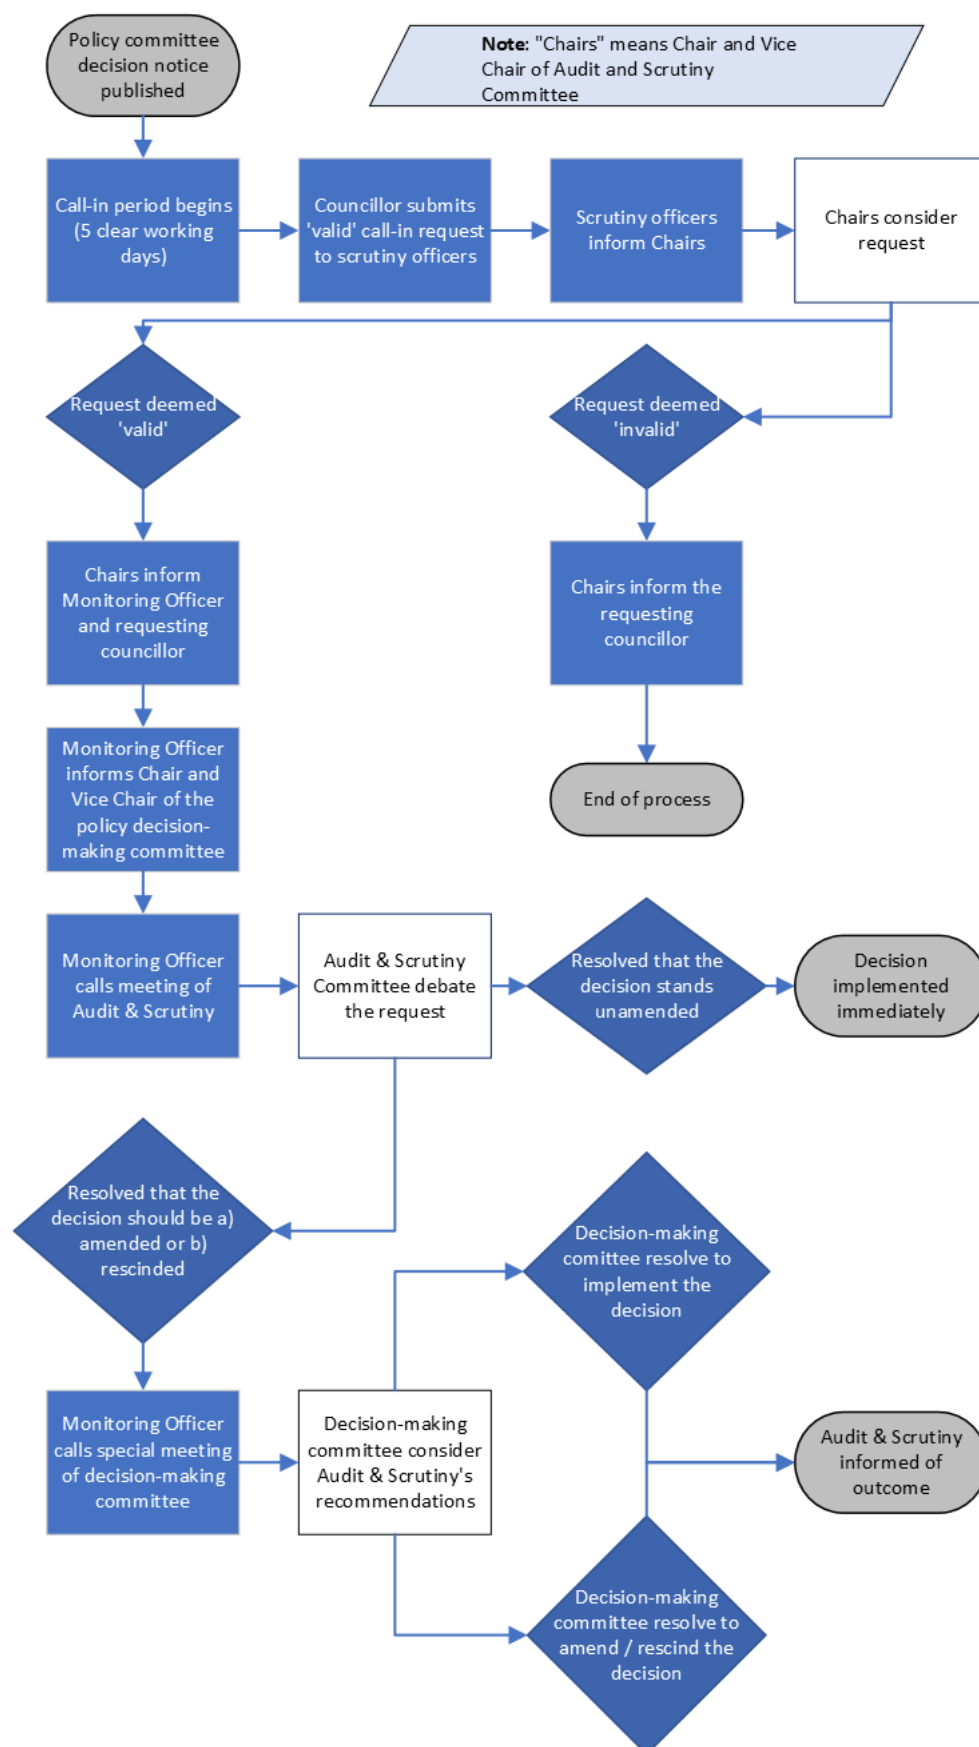 Policy committee
decision notice
published
Note: "Chairs" means Chair and Vice
Chair of Audit and Scrutiny
Committee
Call-in period begins
(5 clear working
days)
Councillor submits
'valid' call-in request
to scrutiny officers
Scrutiny officers
inform Chairs
Chairs consider
request
Request deemed
'valid'
Request deemed
'invalid'
Chairs inform
Monitoring Officer
and requesting
councillor
Chairs inform the
requesting
councillor
Monitoring Officer
informs Chair and
Vice Chair of the
policy decision-
making committee
End of process
Monitoring Officer
calls meeting of
Audit & Scrutiny
Audit & Scrutiny
Committee debate
the request
Resolved that the
decision stands
unamended
Decision
implemented
immediately
Resolved that the
decision should be a)
amended or b)
rescinded
Decision-making
comittee resolve to
implement the
decision
Monitoring Officer
calls special meeting
of decision-making
committee
Decision-making
committee consider
Audit & Scrutiny's
recommendations
Audit & Scrutiny
informed of
outcome
Decision-making
committee resolve to
amend / rescind the
decision